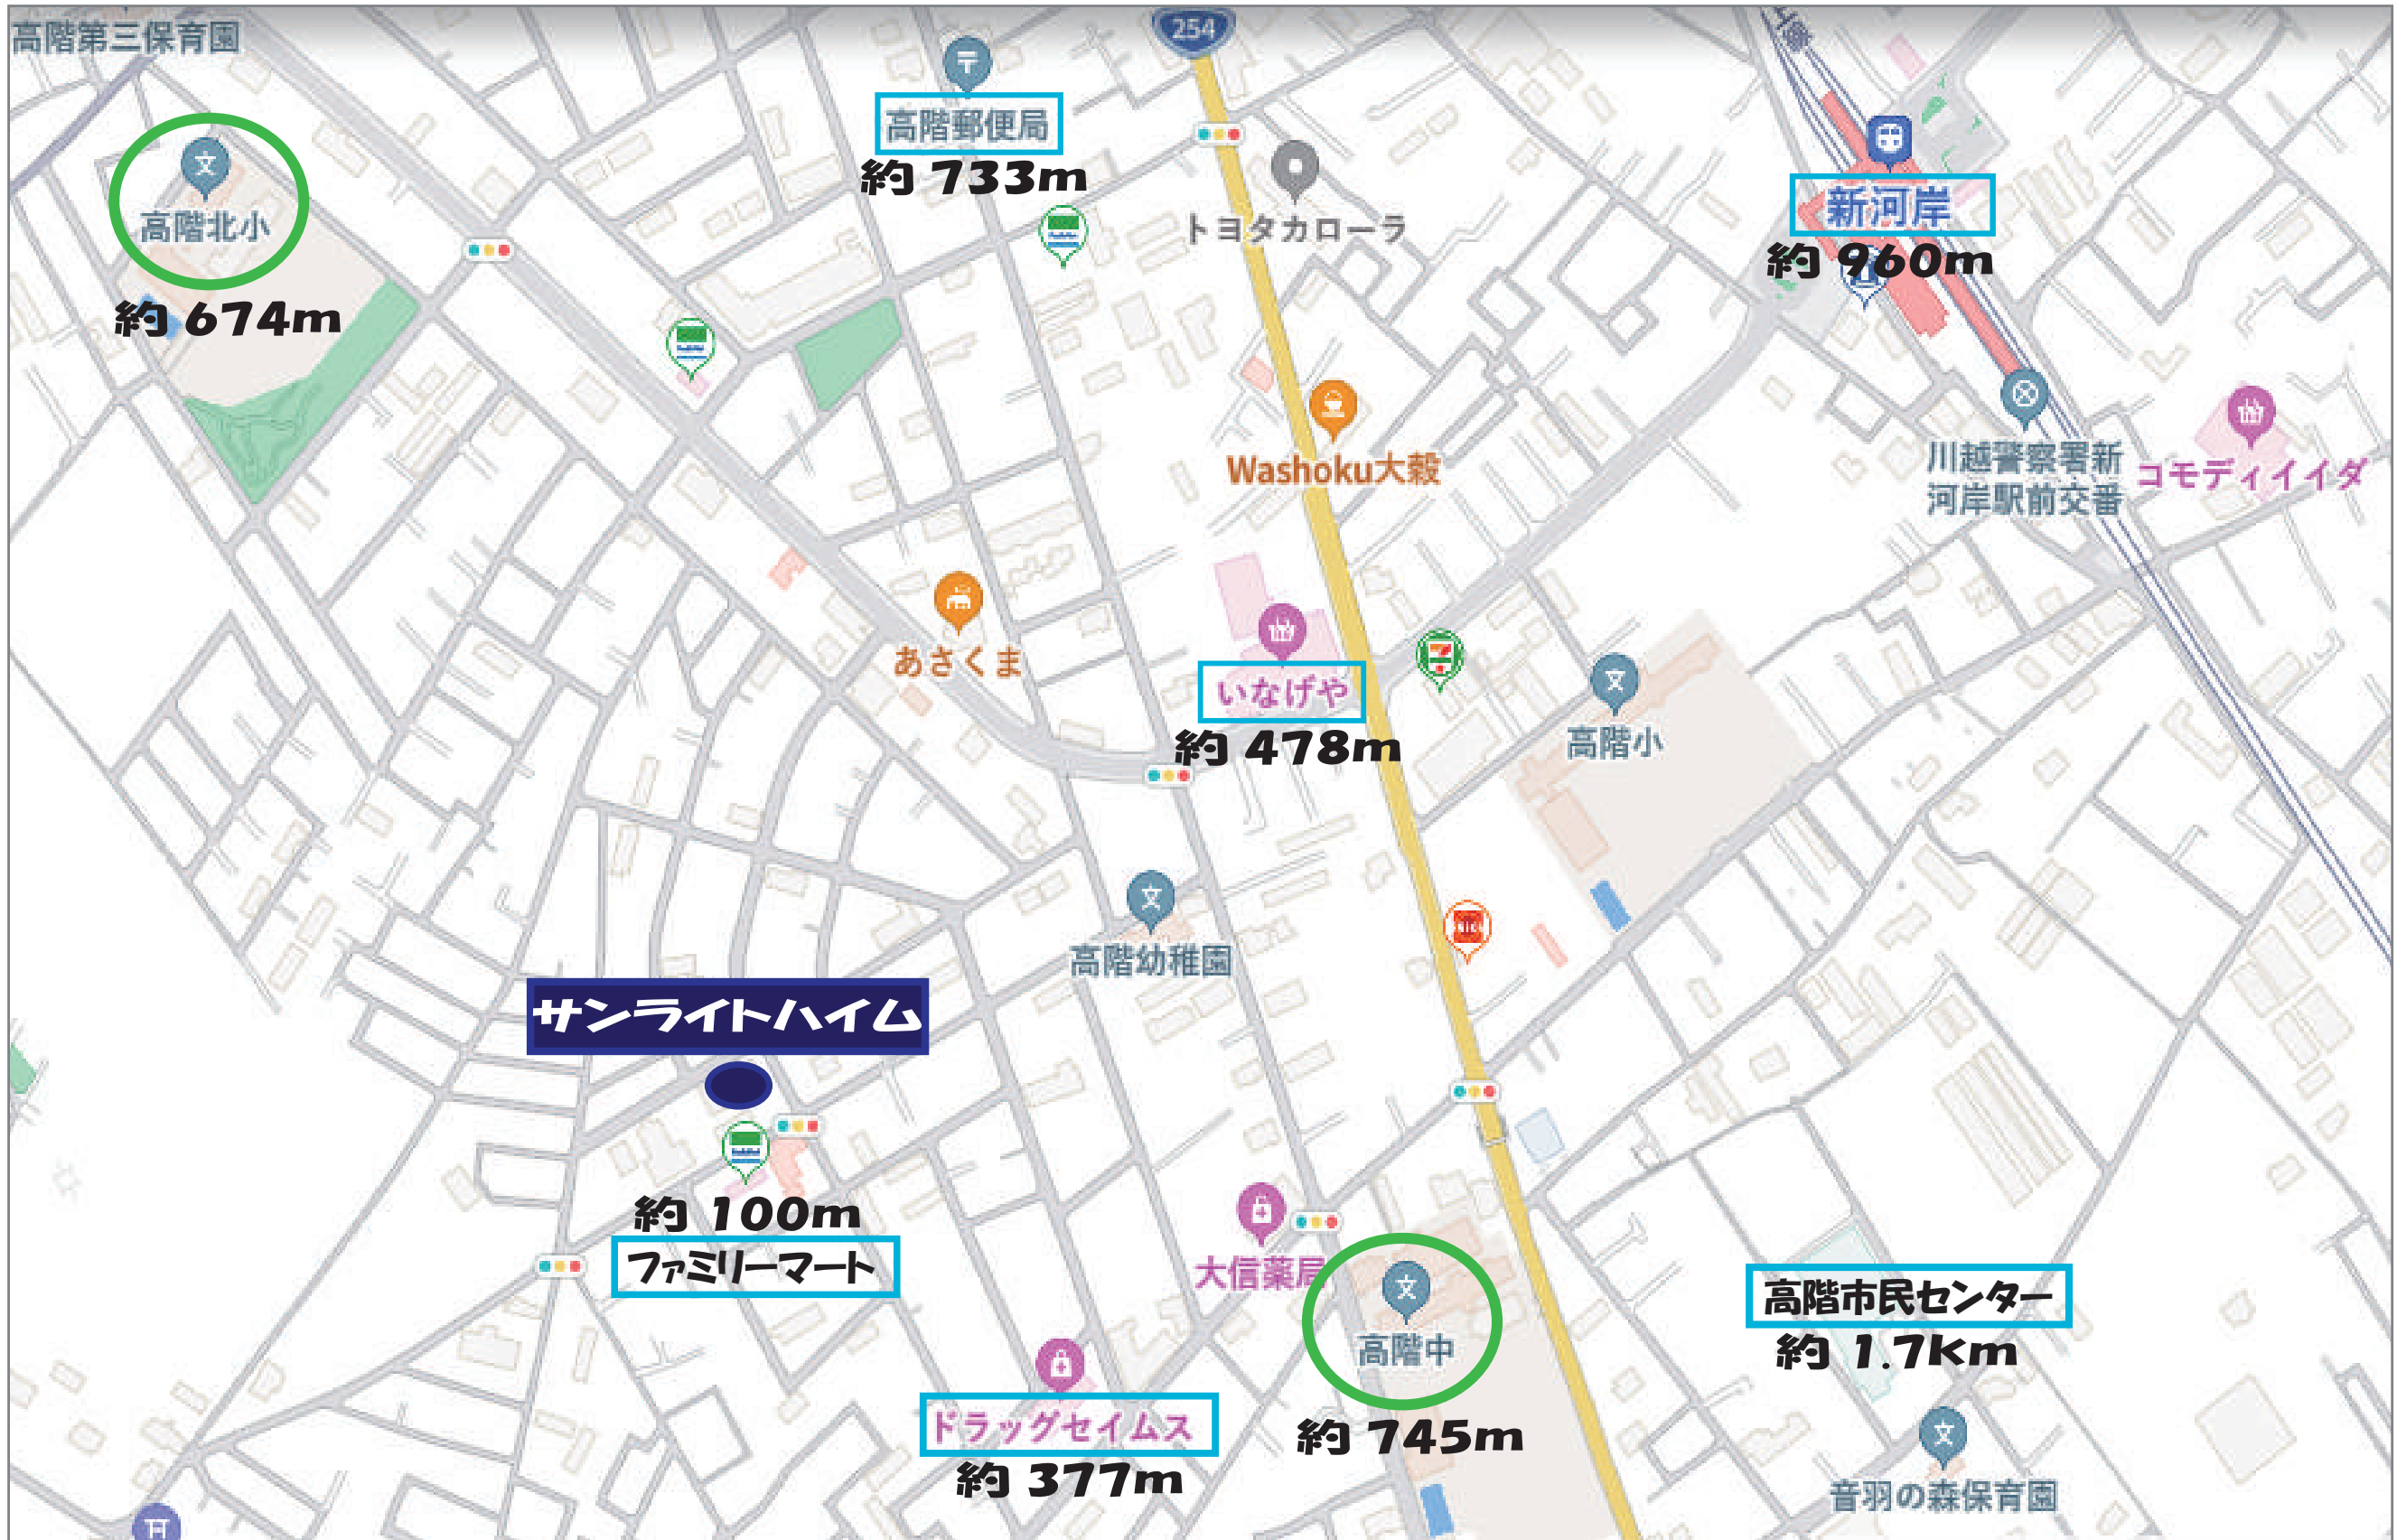 高階第三保育園
254
高階郵便局
約 733m
高階北小
約 674m
トヨタカローラ
新河岸
約 960m
Washoku大穀
川越警察署新
河岸駅前交番
コモディイイダ
あさくま
いなげや
約 478m
高階小
高階幼稚園
サンライトハイム
約 100m
ファミリーマート
大信薬局
高階中
約 745m
高階市民センター
約 1.7km
ドラッグセイムス
約 377m
音羽の森保育園